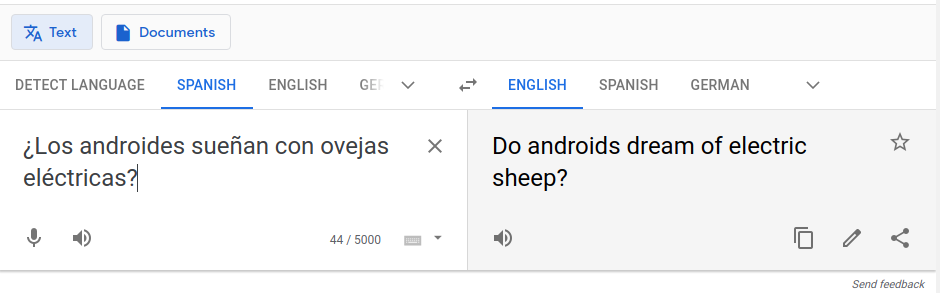 Text Documents
DETECT LANGUAGE SPANISH ENGLISH ENGLISH SPANISH GERMAN
¿Los androides sueñan con ovejas
eléctricas?
44 / 5000
Do androids dream of electric
sheep?
Send feedback